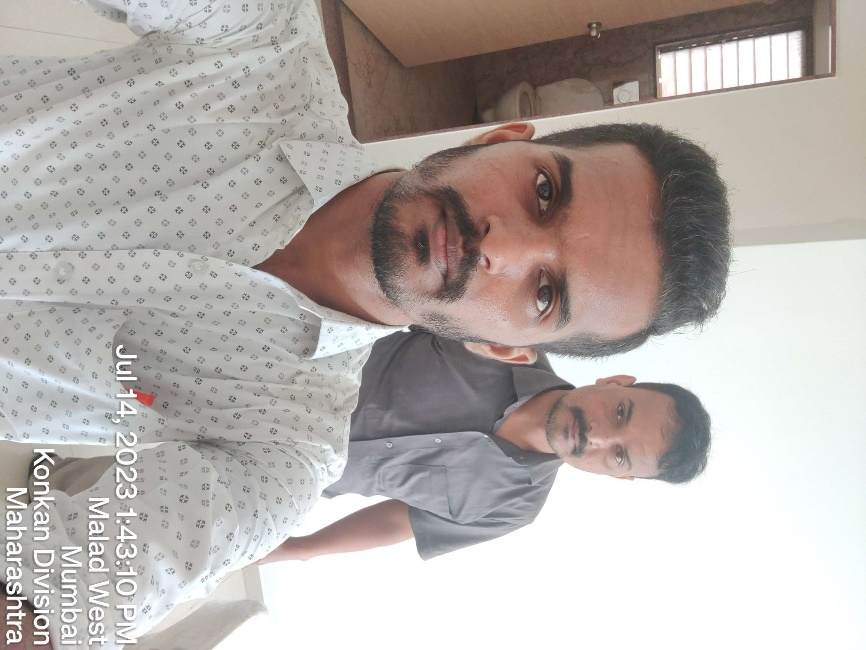 Jul 14, 2023 1:43:10 PM
Malad West
Mumbai
Konkan Division
Maharashtra